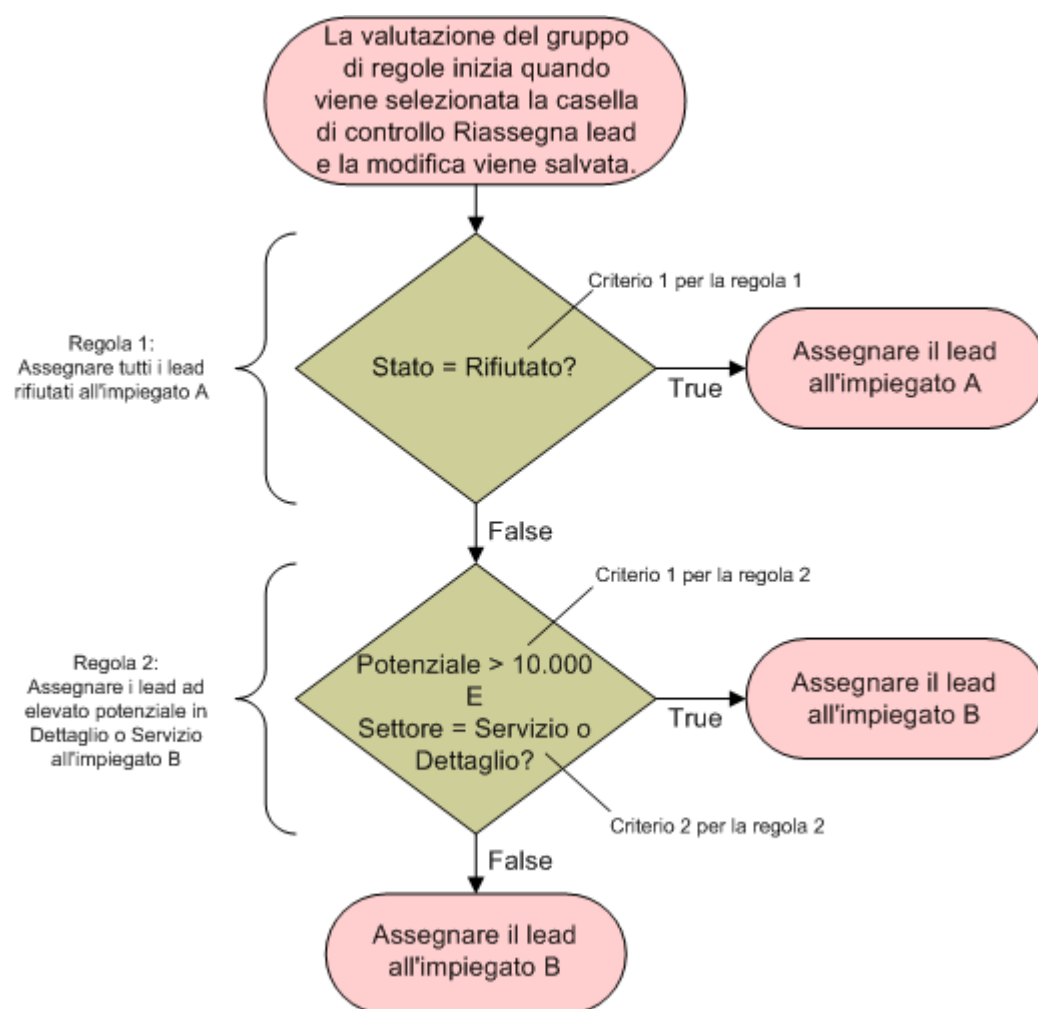 La valutazione del gruppo
di regole inizia quando
viene selezionata la casella
di controllo Riassegna lead
e la modifica viene salvata.
Criterio 1 per la regola 1
Regola 1:
Assegnare tutti i lead
rifiutati all'impiegato A
Stato = Rifiutato?
True
Assegnare il lead
all'impiegato A
False
Criterio 1 per la regola 2
Regola 2:
Assegnare i lead ad
elevato potenziale in
Dettaglio o Servizio
all'impiegato B
Potenziale > 10.000
E
Settore = Servizio o
Dettaglio?
True
Assegnare il lead
all'impiegato B
Criterio 2 per la regola 2
False
Assegnare il lead
all'impiegato B